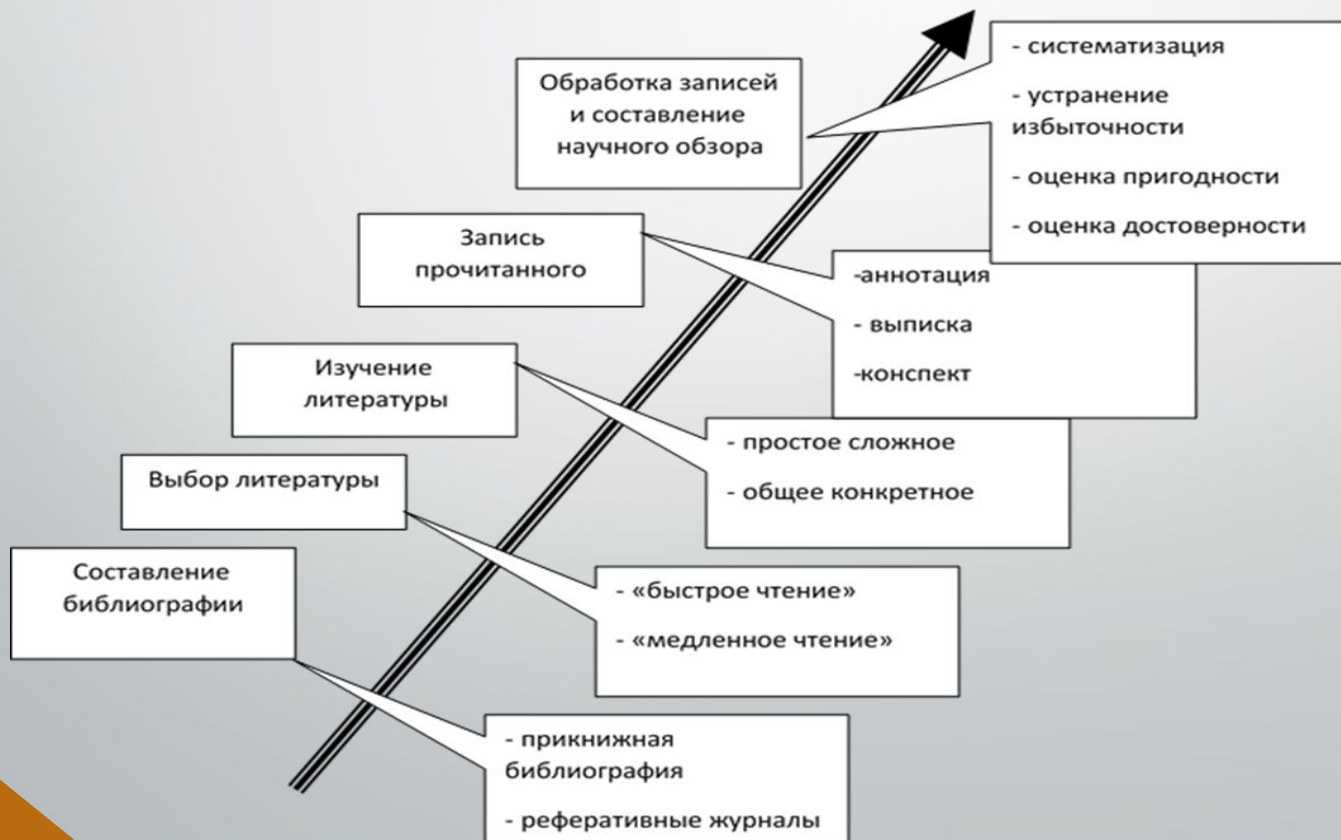 Обработка записей
и составление
научного обзора
- систематизация
- устранение
избыточности
- оценка пригодности
- оценка достоверности
Запись
прочитанного
-аннотация
- выписка
-конспект
Изучение
литературы
- простое сложное
- общее конкретное
Выбор литературы
- «быстрое чтение»
- «медленное чтение»
Составление
библиографии
- прикнижная
библиография
- реферативные журналы